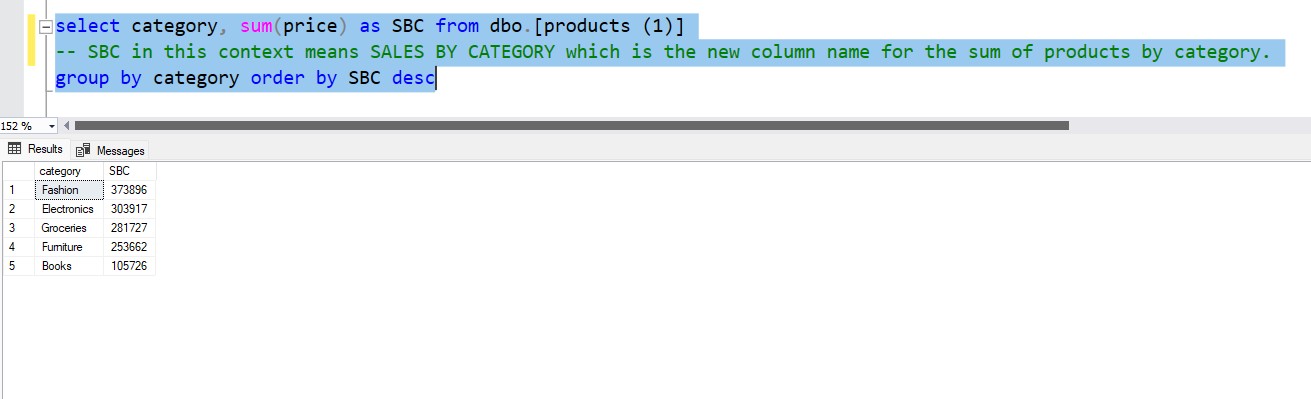 select category, sum(price) as SBC from dbo.[products (1)]
-- SBC in this context means SALES BY CATEGORY which is the new column name for the sum of products by category.
group by category order by SBC desc
152 %
Results Messages
category SBC
1 Fashion 373896
2 Electronics 303917
3 Groceries 281727
4 Furniture 253662
5 Books 105726